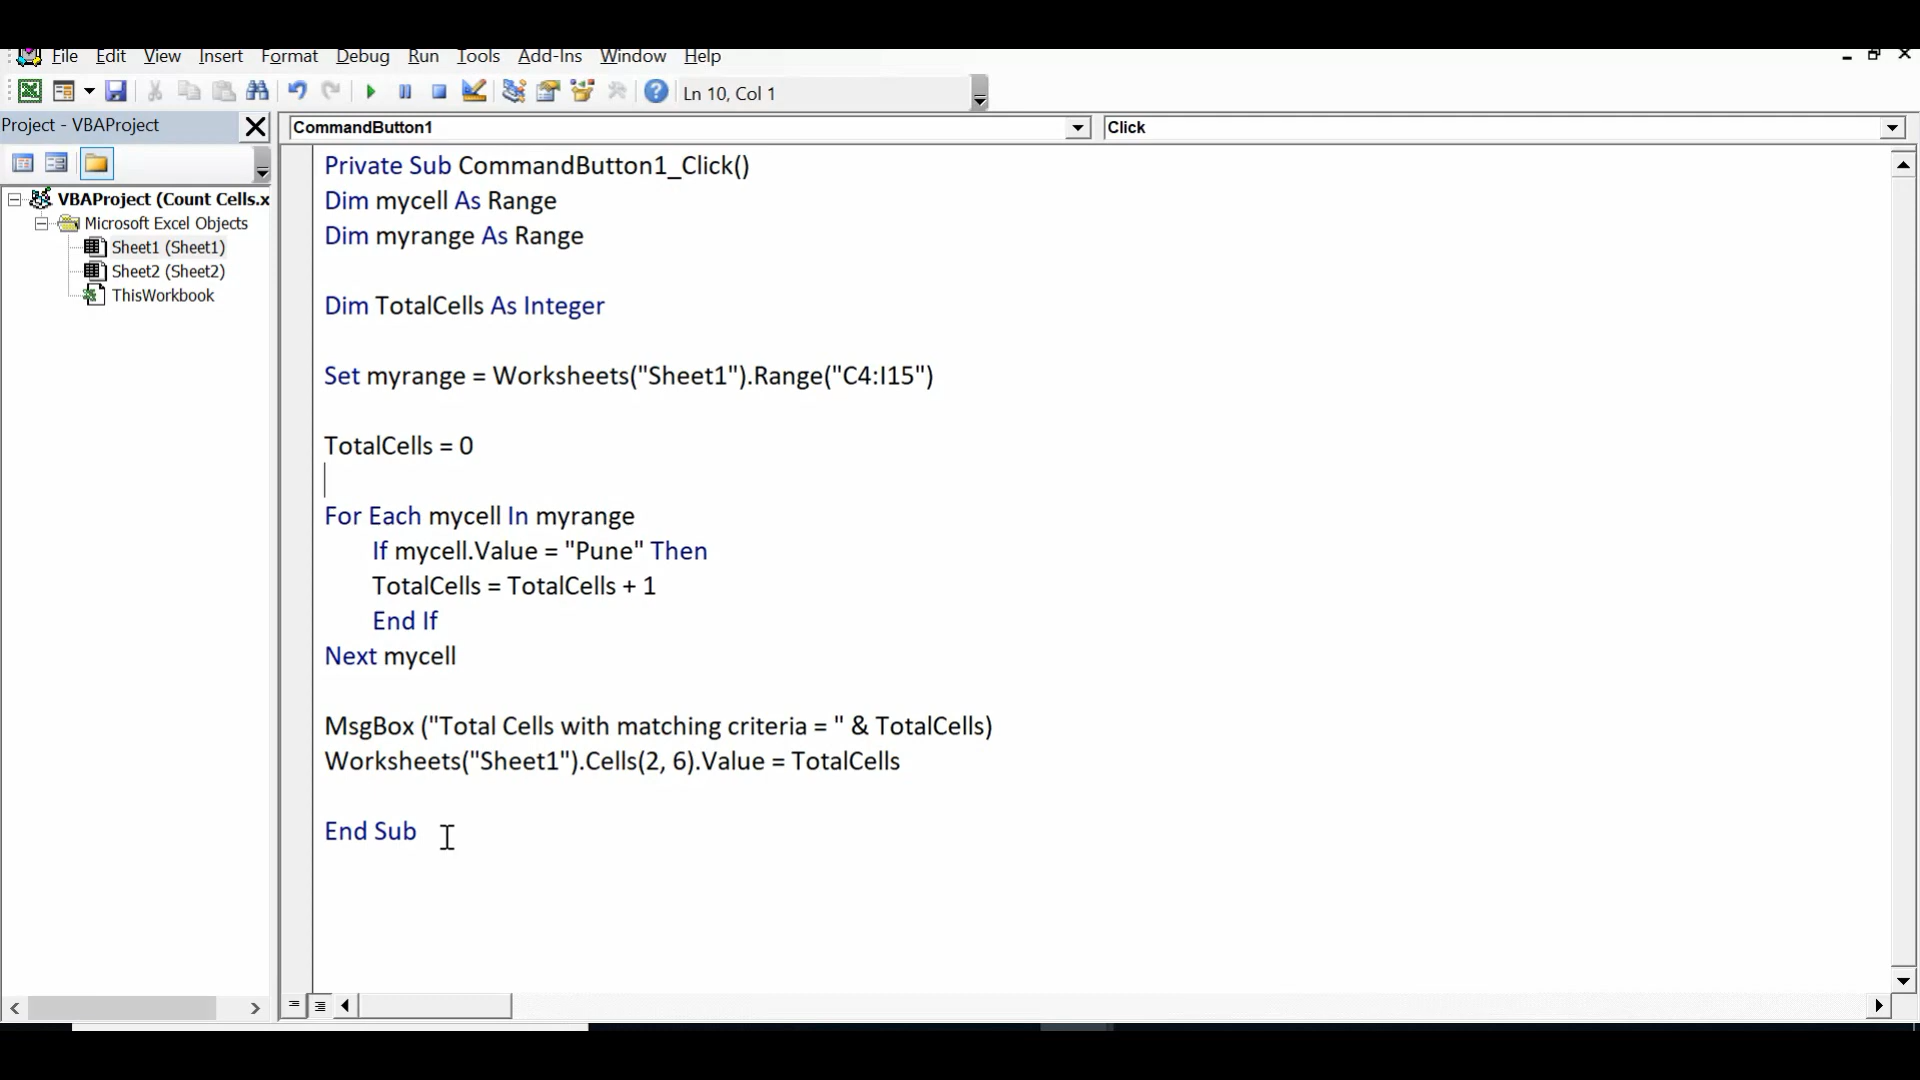 File Edit View Insert Format Debug Run Tools Add-Ins Window Help
Ln 10, Col 1
Project - VBAProject
CommandButton1
Click
VBAProject (Count Cells.x
Microsoft Excel Objects
Sheet1 (Sheet1)
Sheet2 (Sheet2)
ThisWorkbook
Private Sub CommandButton1_Click()
Dim mycell As Range
Dim myrange As Range
Dim TotalCells As Integer
Set myrange = Worksheets("Sheet1").Range("C4:I15")
TotalCells = 0
For Each mycell In myrange
If mycell.Value = "Pune" Then
TotalCells = TotalCells + 1
End If
Next mycell
MsgBox ("Total Cells with matching criteria = " & TotalCells)
Worksheets("Sheet1").Cells(2, 6).Value = TotalCells
End Sub